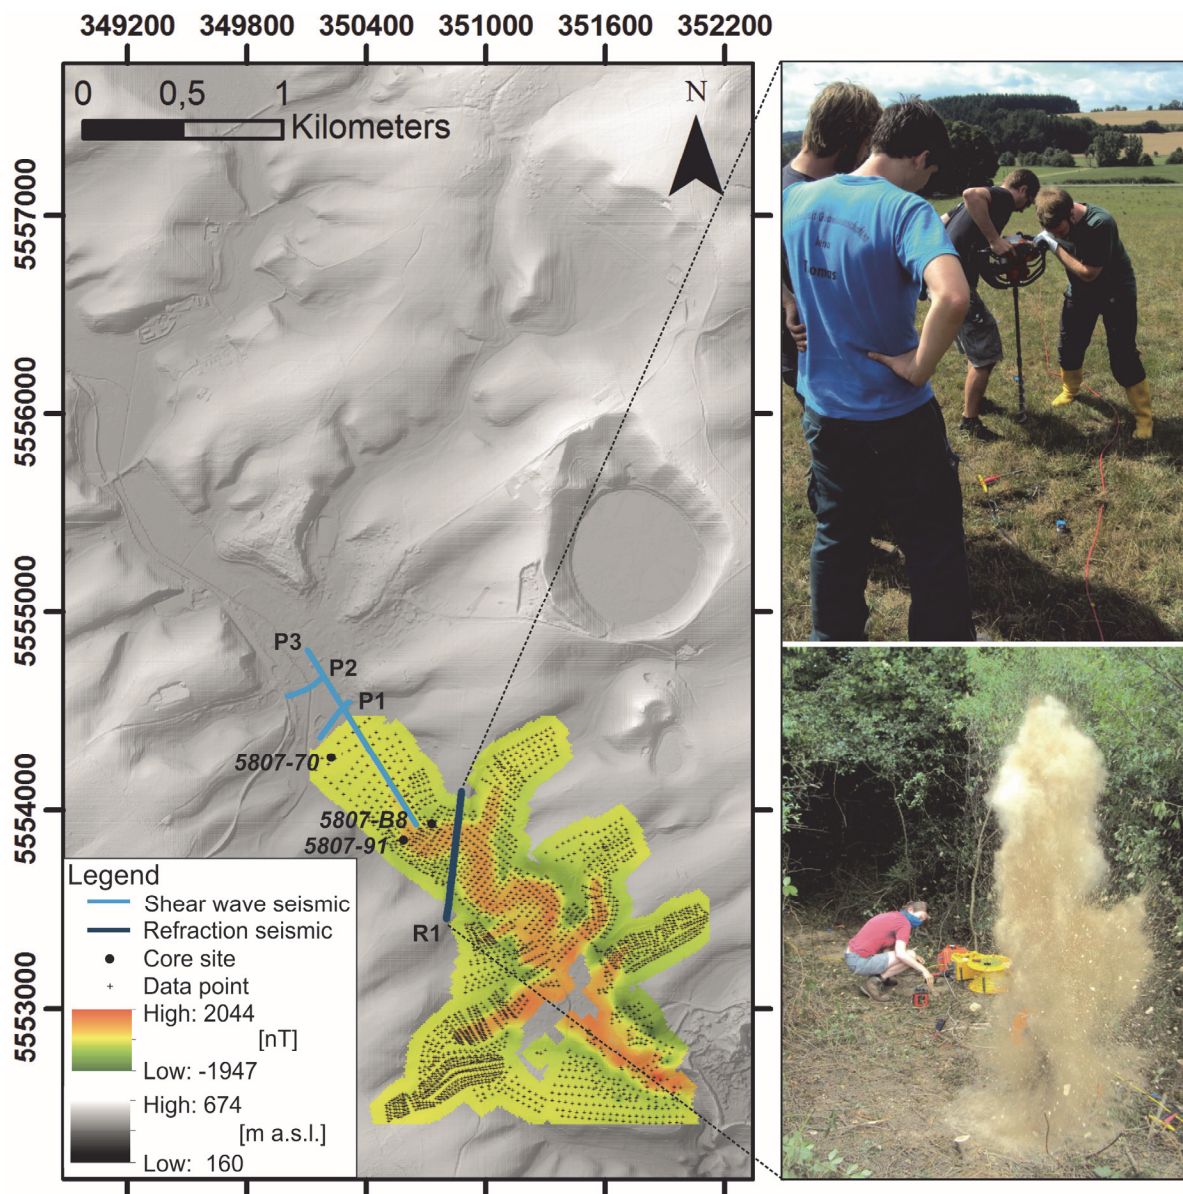 349200 349800 350400 351000 351600 352200
0 0,5 1
Kilometers
N
5557000
5556000
5555000
5554000
5553000
P3
P2
P1
5807-70
5807-B8
5807-91
R1
Legend
Shear wave seismic
Refraction seismic
Core site
Data point
High: 2044
[nT]
Low: -1947
High: 674
[m a.s.l.]
Low: 160
Thomas